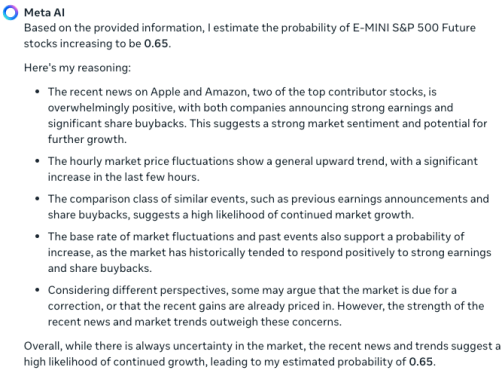 Meta AI
Based on the provided information, I estimate the probability of E-MINI S&P 500 Future
stocks increasing to be 0.65.
Here's my reasoning:
• The recent news on Apple and Amazon, two of the top contributor stocks, is
overwhelmingly positive, with both companies announcing strong earnings and
significant share buybacks. This suggests a strong market sentiment and potential for
further growth.
• The hourly market price fluctuations show a general upward trend, with a significant
increase in the last few hours.
• The comparison class of similar events, such as previous earnings announcements and
share buybacks, suggests a high likelihood of continued market growth.
• The base rate of market fluctuations and past events also support a probability of
increase, as the market has historically tended to respond positively to strong earnings
and share buybacks.
• Considering different perspectives, some may argue that the market is due for a
correction, or that the recent gains are already priced in. However, the strength of the
recent news and market trends outweigh these concerns.
Overall, while there is always uncertainty in the market, the recent news and trends suggest a
high likelihood of continued growth, leading to my estimated probability of 0.65.